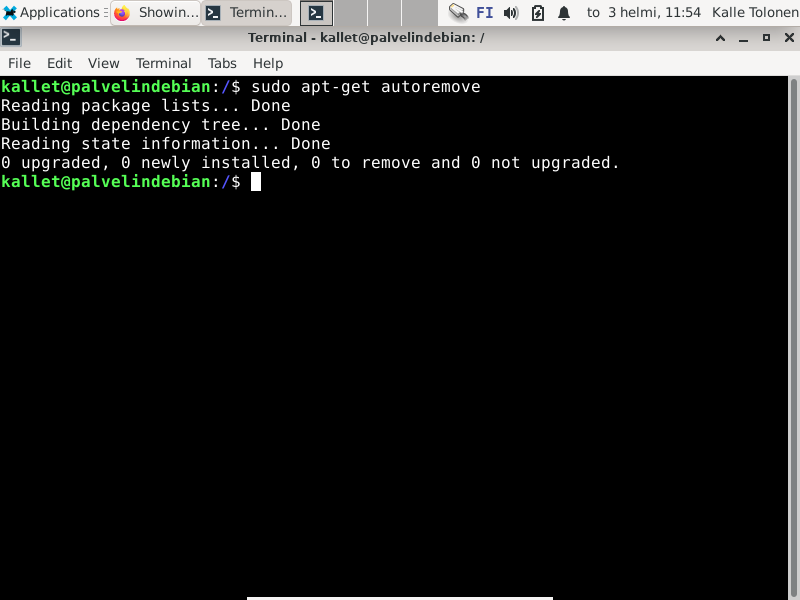 Applications Showin... Termin... FI to 3 helmi, 11:54 Kalle Tolonen
Terminal - kallet@palvelindebian: /
File Edit View Terminal Tabs Help
kallet@palvelindebian:/$ sudo apt-get autoremove
Reading package lists... Done
Building dependency tree... Done
Reading state information... Done
0 upgraded, 0 newly installed, 0 to remove and 0 not upgraded.
kallet@palvelindebian:/$